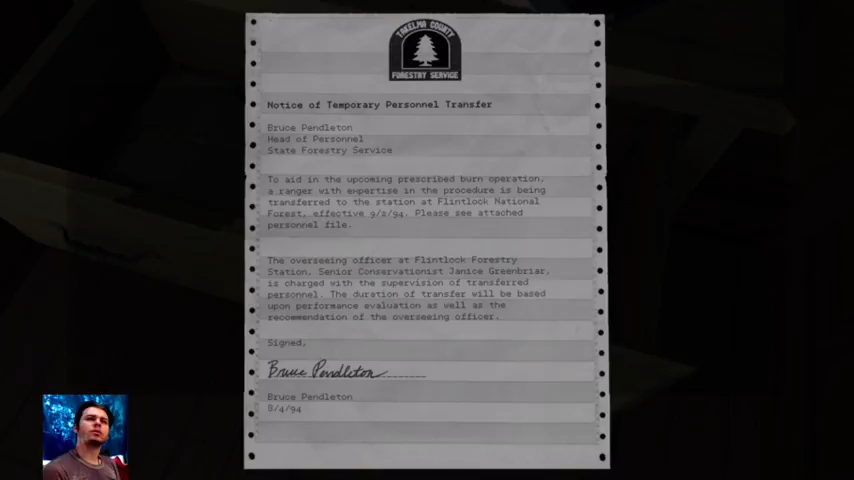 TAKELMA COUNTY
FORESTRY SERVICE
Notice of Temporary Personnel Transfer
Bruce Pendleton
Head of Personnel
State Forestry Service
To aid in the upcoming prescribed burn operation,
a ranger with expertise in the procedure is being
transferred to the station at Flintlock National
Forest, effective 9/2/94. Please see attached
personnel file.
The overseeing officer at Flintlock Forestry
Station, Senior Conservationist Janice Greenbriar,
is charged with the supervision of transferred
personnel. The duration of transfer will be based
upon performance evaluation as well as the
recommendation of the overseeing officer.
Signed,
Bruce Pendleton
Bruce Pendleton
8/4/94